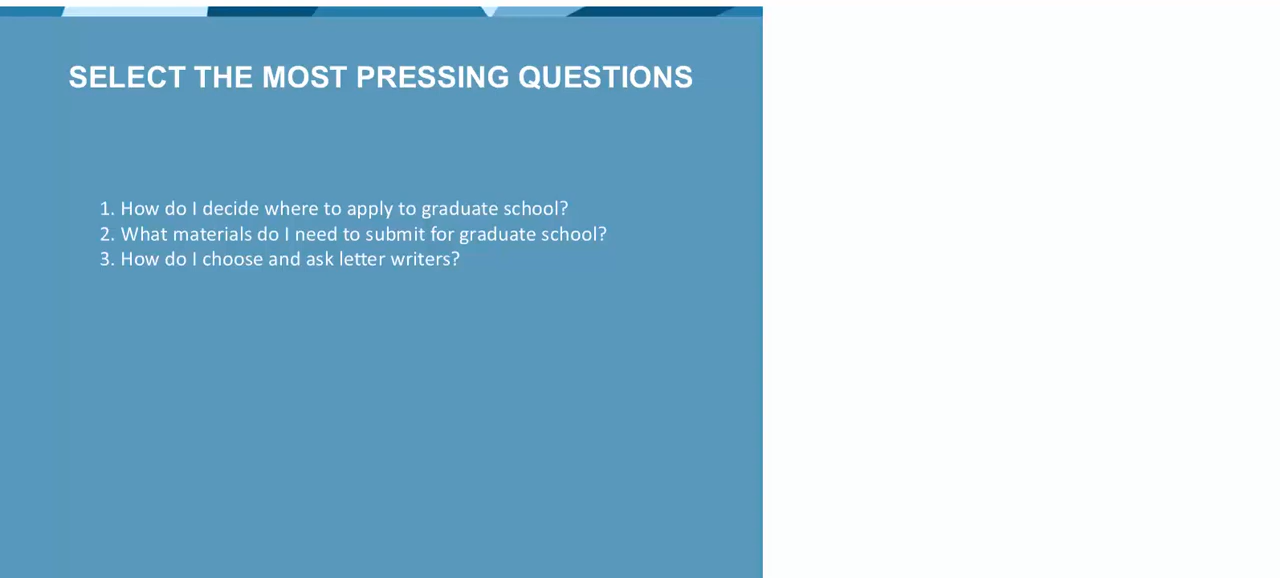 SELECT THE MOST PRESSING QUESTIONS
1. How do I decide where to apply to graduate school?
2. What materials do I need to submit for graduate school?
3. How do I choose and ask letter writers?